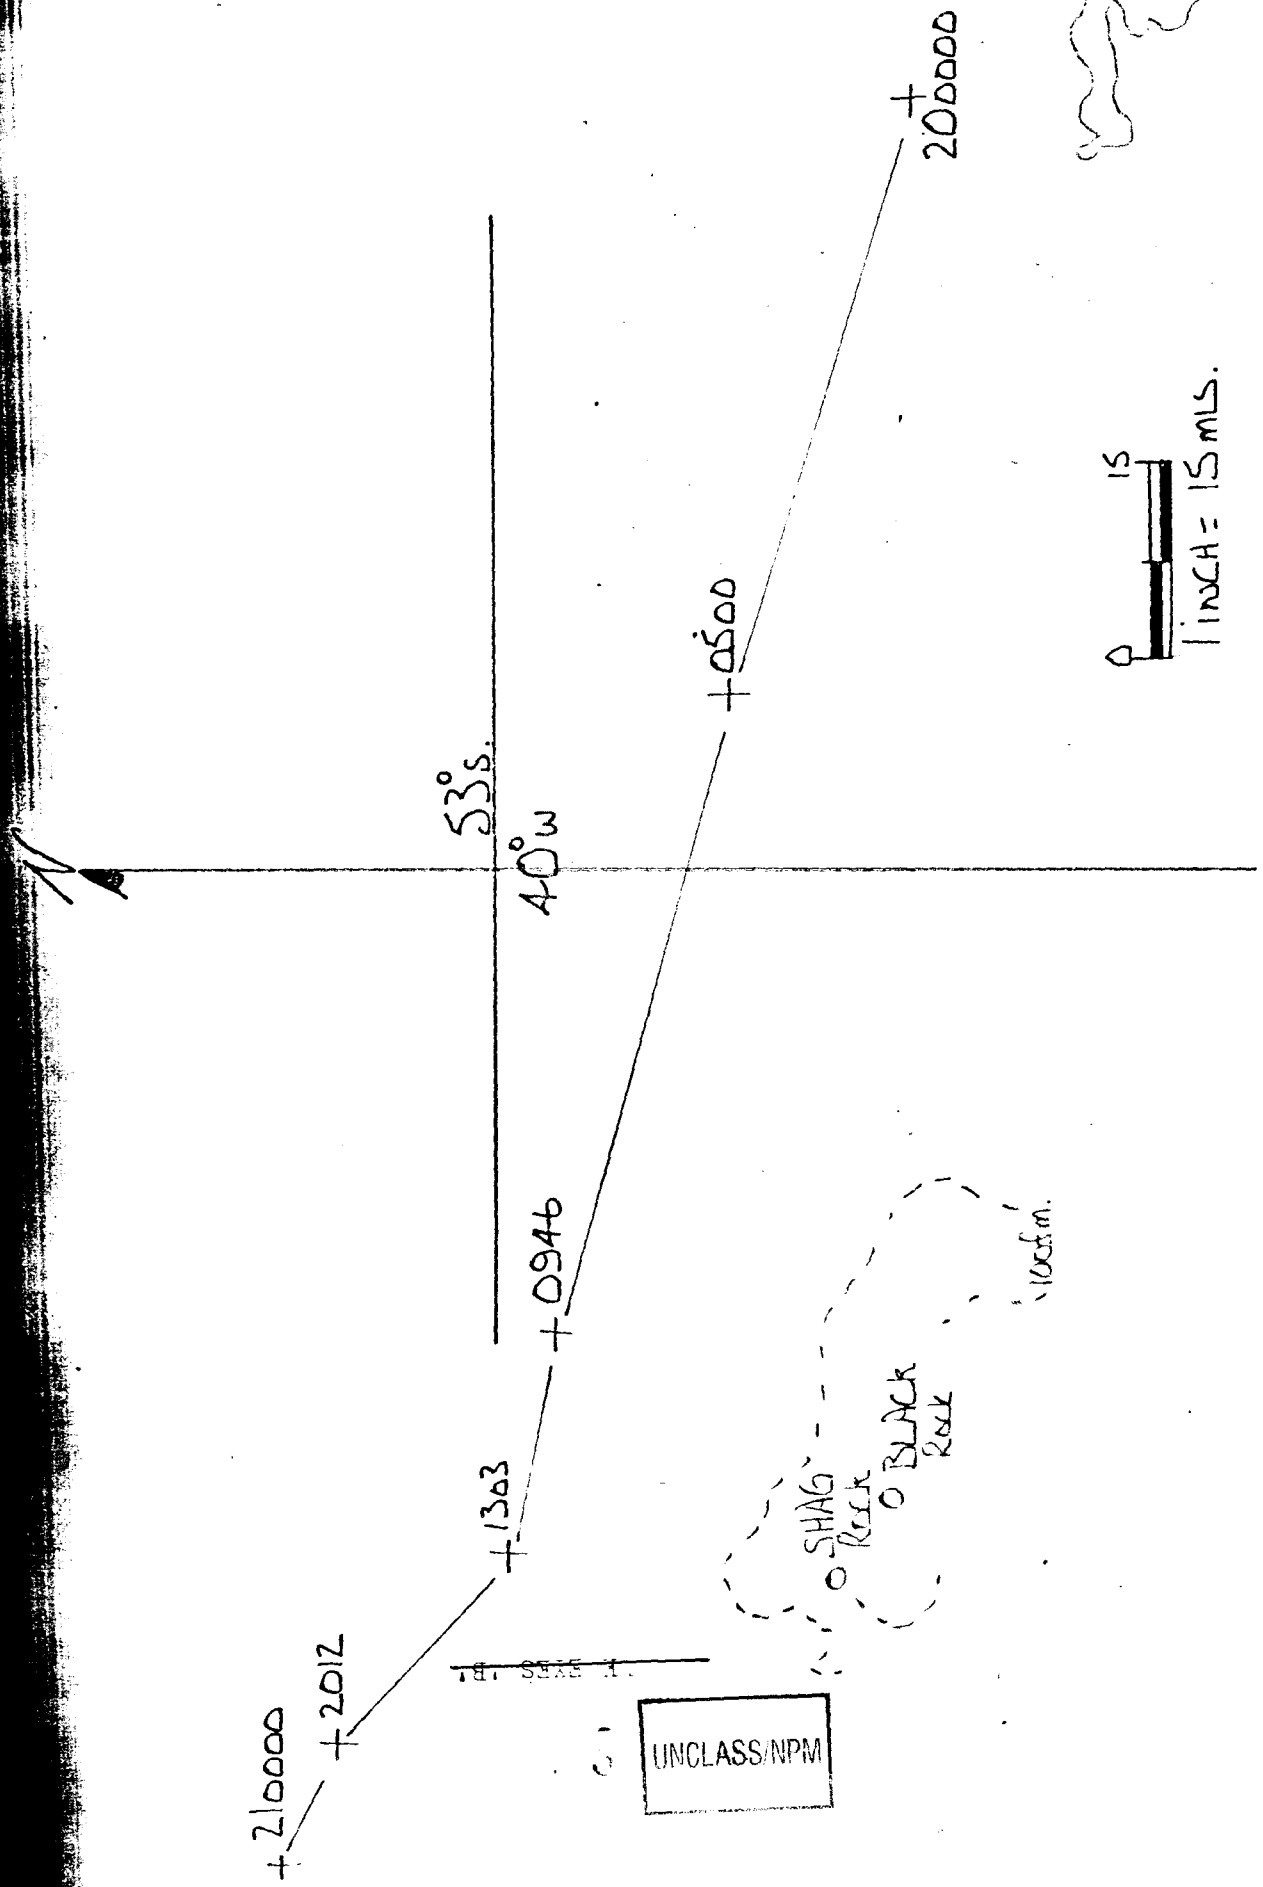 200000
0500
53° S.
40° W
0946
1303
2012
210000
SHAG
Rock
BLACK
Rock
100fm.
0
15
1 inCH = 15 MLS.
UNCLASS/NPM